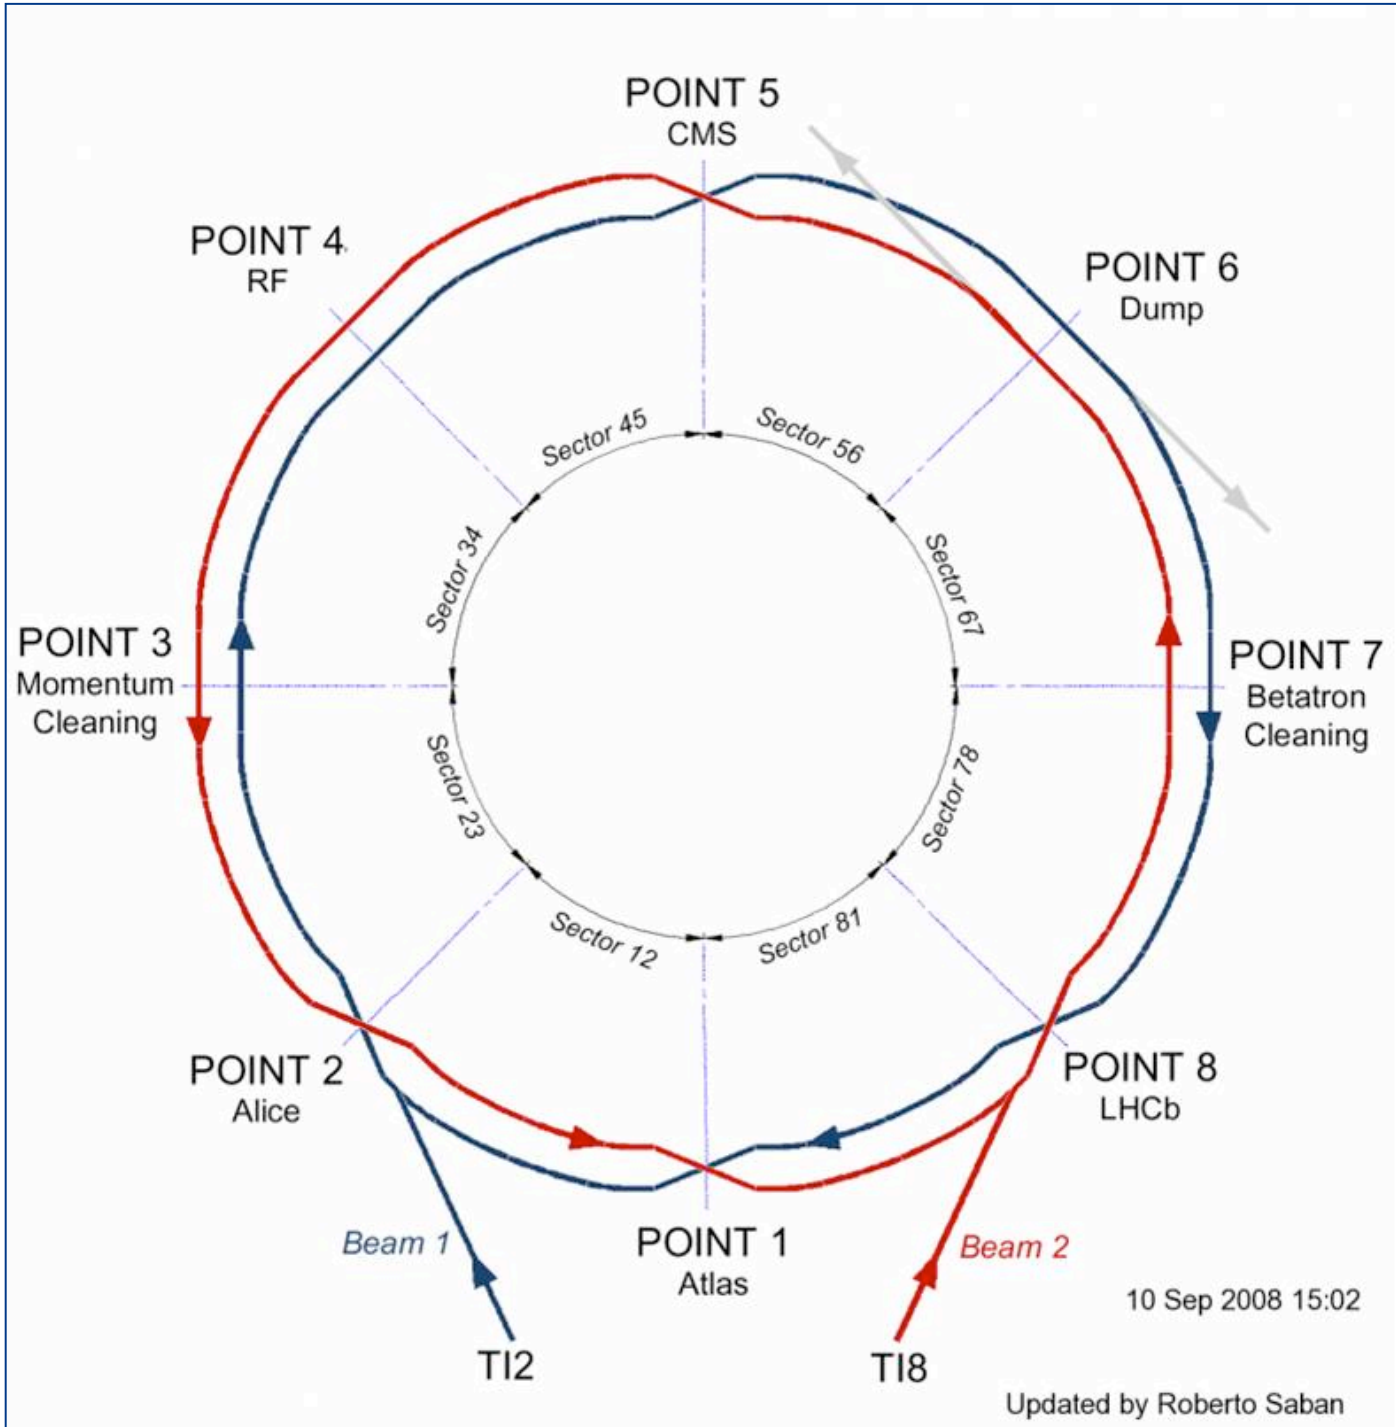 POINT 5
CMS
POINT 4
RF
POINT 6
Dump
Sector 45
Sector 56
Sector 34
Sector 67
POINT 3
Momentum
Cleaning
POINT 7
Betatron
Cleaning
Sector 23
Sector 78
Sector 12
Sector 81
POINT 2
Alice
POINT 8
LHCb
Beam 1
POINT 1
Atlas
Beam 2
10 Sep 2008 15:02
TI2
TI8
Updated by Roberto Saban